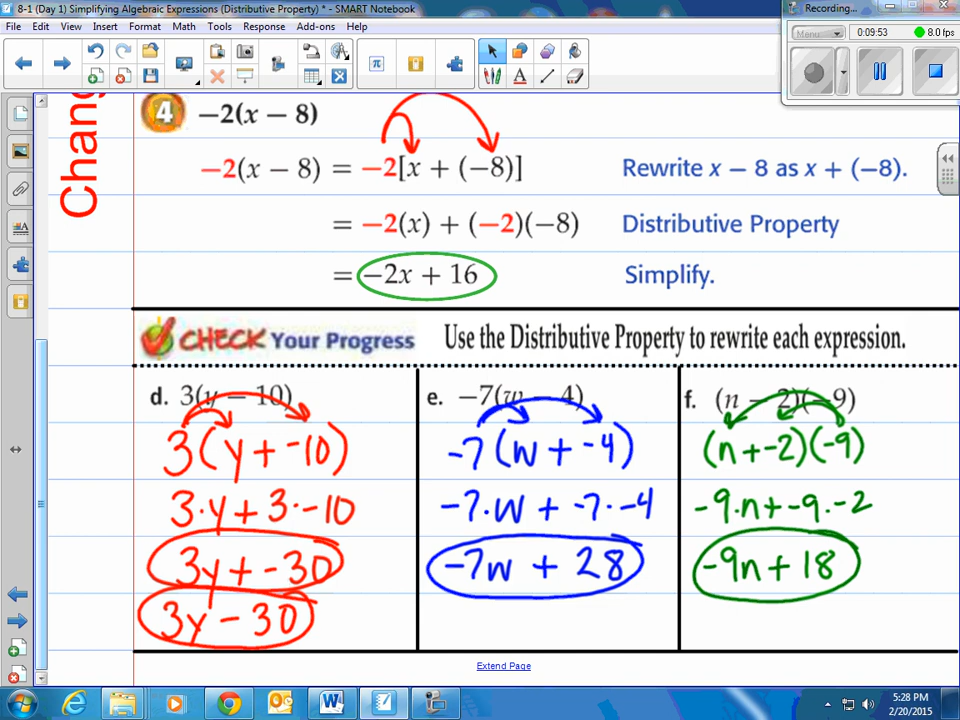 8-1 (Day 1) Simplifying Algebraic Expressions (Distributive Property) * - SMART Notebook
Recording...
File Edit View Insert Format Math Tools Response Add-ons Help
Menu 0:09:53 8.0 fps
Chan
4 −2(x − 8)
−2(x − 8) = −2[x + (−8)] Rewrite x − 8 as x + (−8).
= −2(x) + (−2)(−8) Distributive Property
= −2x + 16 Simplify.
CHECK Your Progress Use the Distributive Property to rewrite each expression.
d. 3(y − 10) e. −7(w − 4) f. (n − 2)(−9)
3(y + -10) -7(w + -4) (n + -2)(-9)
3·y + 3·-10 -7·w + -7·-4 -9·n + -9·-2
3y + -30 -7w + 28 -9n + 18
3y - 30
Extend Page
5:28 PM
2/20/2015